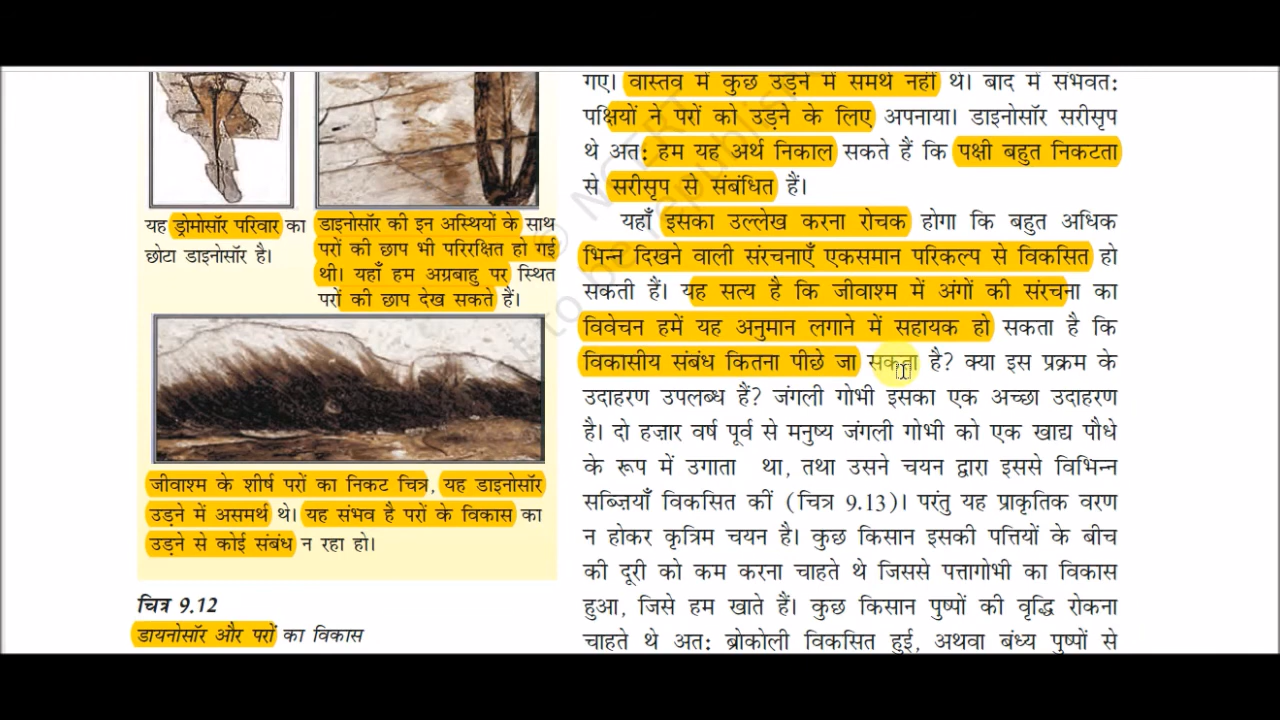 यह ड्रोमोसॉर परिवार का
छोटा डाइनोसॉर है।
डाइनोसॉर की इन अस्थियों के साथ
परों की छाप भी परिरक्षित हो गई
थी। यहाँ हम अग्रबाहु पर स्थित
परों की छाप देख सकते हैं।
जीवाश्म के शीर्ष परों का निकट चित्र, यह डाइनोसॉर
उड़ने में असमर्थ थे। यह संभव है परों के विकास का
उड़ने से कोई संबंध न रहा हो।
चित्र 9.12
डायनोसॉर और परों का विकास
गए। वास्तव में कुछ उड़ने में समर्थ नहीं थे। बाद में संभवतः
पक्षियों ने परों को उड़ने के लिए अपनाया। डाइनोसॉर सरीसृप
थे अतः हम यह अर्थ निकाल सकते हैं कि पक्षी बहुत निकटता
से सरीसृप से संबंधित हैं।
यहाँ इसका उल्लेख करना रोचक होगा कि बहुत अधिक
भिन्न दिखने वाली संरचनाएँ एकसमान परिकल्प से विकसित हो
सकती हैं। यह सत्य है कि जीवाश्म में अंगों की संरचना का
विवेचन हमें यह अनुमान लगाने में सहायक हो सकता है कि
विकासीय संबंध कितना पीछे जा सकता है? क्या इस प्रक्रम के
उदाहरण उपलब्ध हैं? जंगली गोभी इसका एक अच्छा उदाहरण
है। दो हज़ार वर्ष पूर्व से मनुष्य जंगली गोभी को एक खाद्य पौधे
के रूप में उगाता था, तथा उसने चयन द्वारा इससे विभिन्न
सब्ज़ियाँ विकसित कीं (चित्र 9.13)। परंतु यह प्राकृतिक वरण
न होकर कृत्रिम चयन है। कुछ किसान इसकी पत्तियों के बीच
की दूरी को कम करना चाहते थे जिससे पत्तागोभी का विकास
हुआ, जिसे हम खाते हैं। कुछ किसान पुष्पों की वृद्धि रोकना
चाहते थे अतः ब्रोकोली विकसित हुई, अथवा बंध्य पुष्पों से